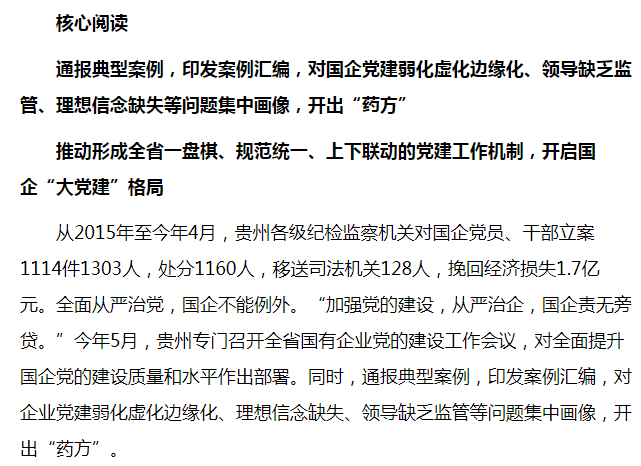 核心阅读
通报典型案例，印发案例汇编，对国企党建弱化虚化边缘化、领导缺乏监
管、理想信念缺失等问题集中画像，开出“药方”
推动形成全省一盘棋、规范统一、上下联动的党建工作机制，开启国
企“大党建”格局
从2015年至今年4月，贵州各级纪检监察机关对国企党员、干部立案
1114件1303人，处分1160人，移送司法机关128人，挽回经济损失1.7亿
元。全面从严治党，国企不能例外。“加强党的建设，从严治企，国企责无旁
贷。”今年5月，贵州专门召开全省国有企业党的建设工作会议，对全面提升
国企党的建设质量和水平作出部署。同时，通报典型案例，印发案例汇编，对
企业党建弱化虚化边缘化、理想信念缺失、领导缺乏监管等问题集中画像，开
出“药方”。